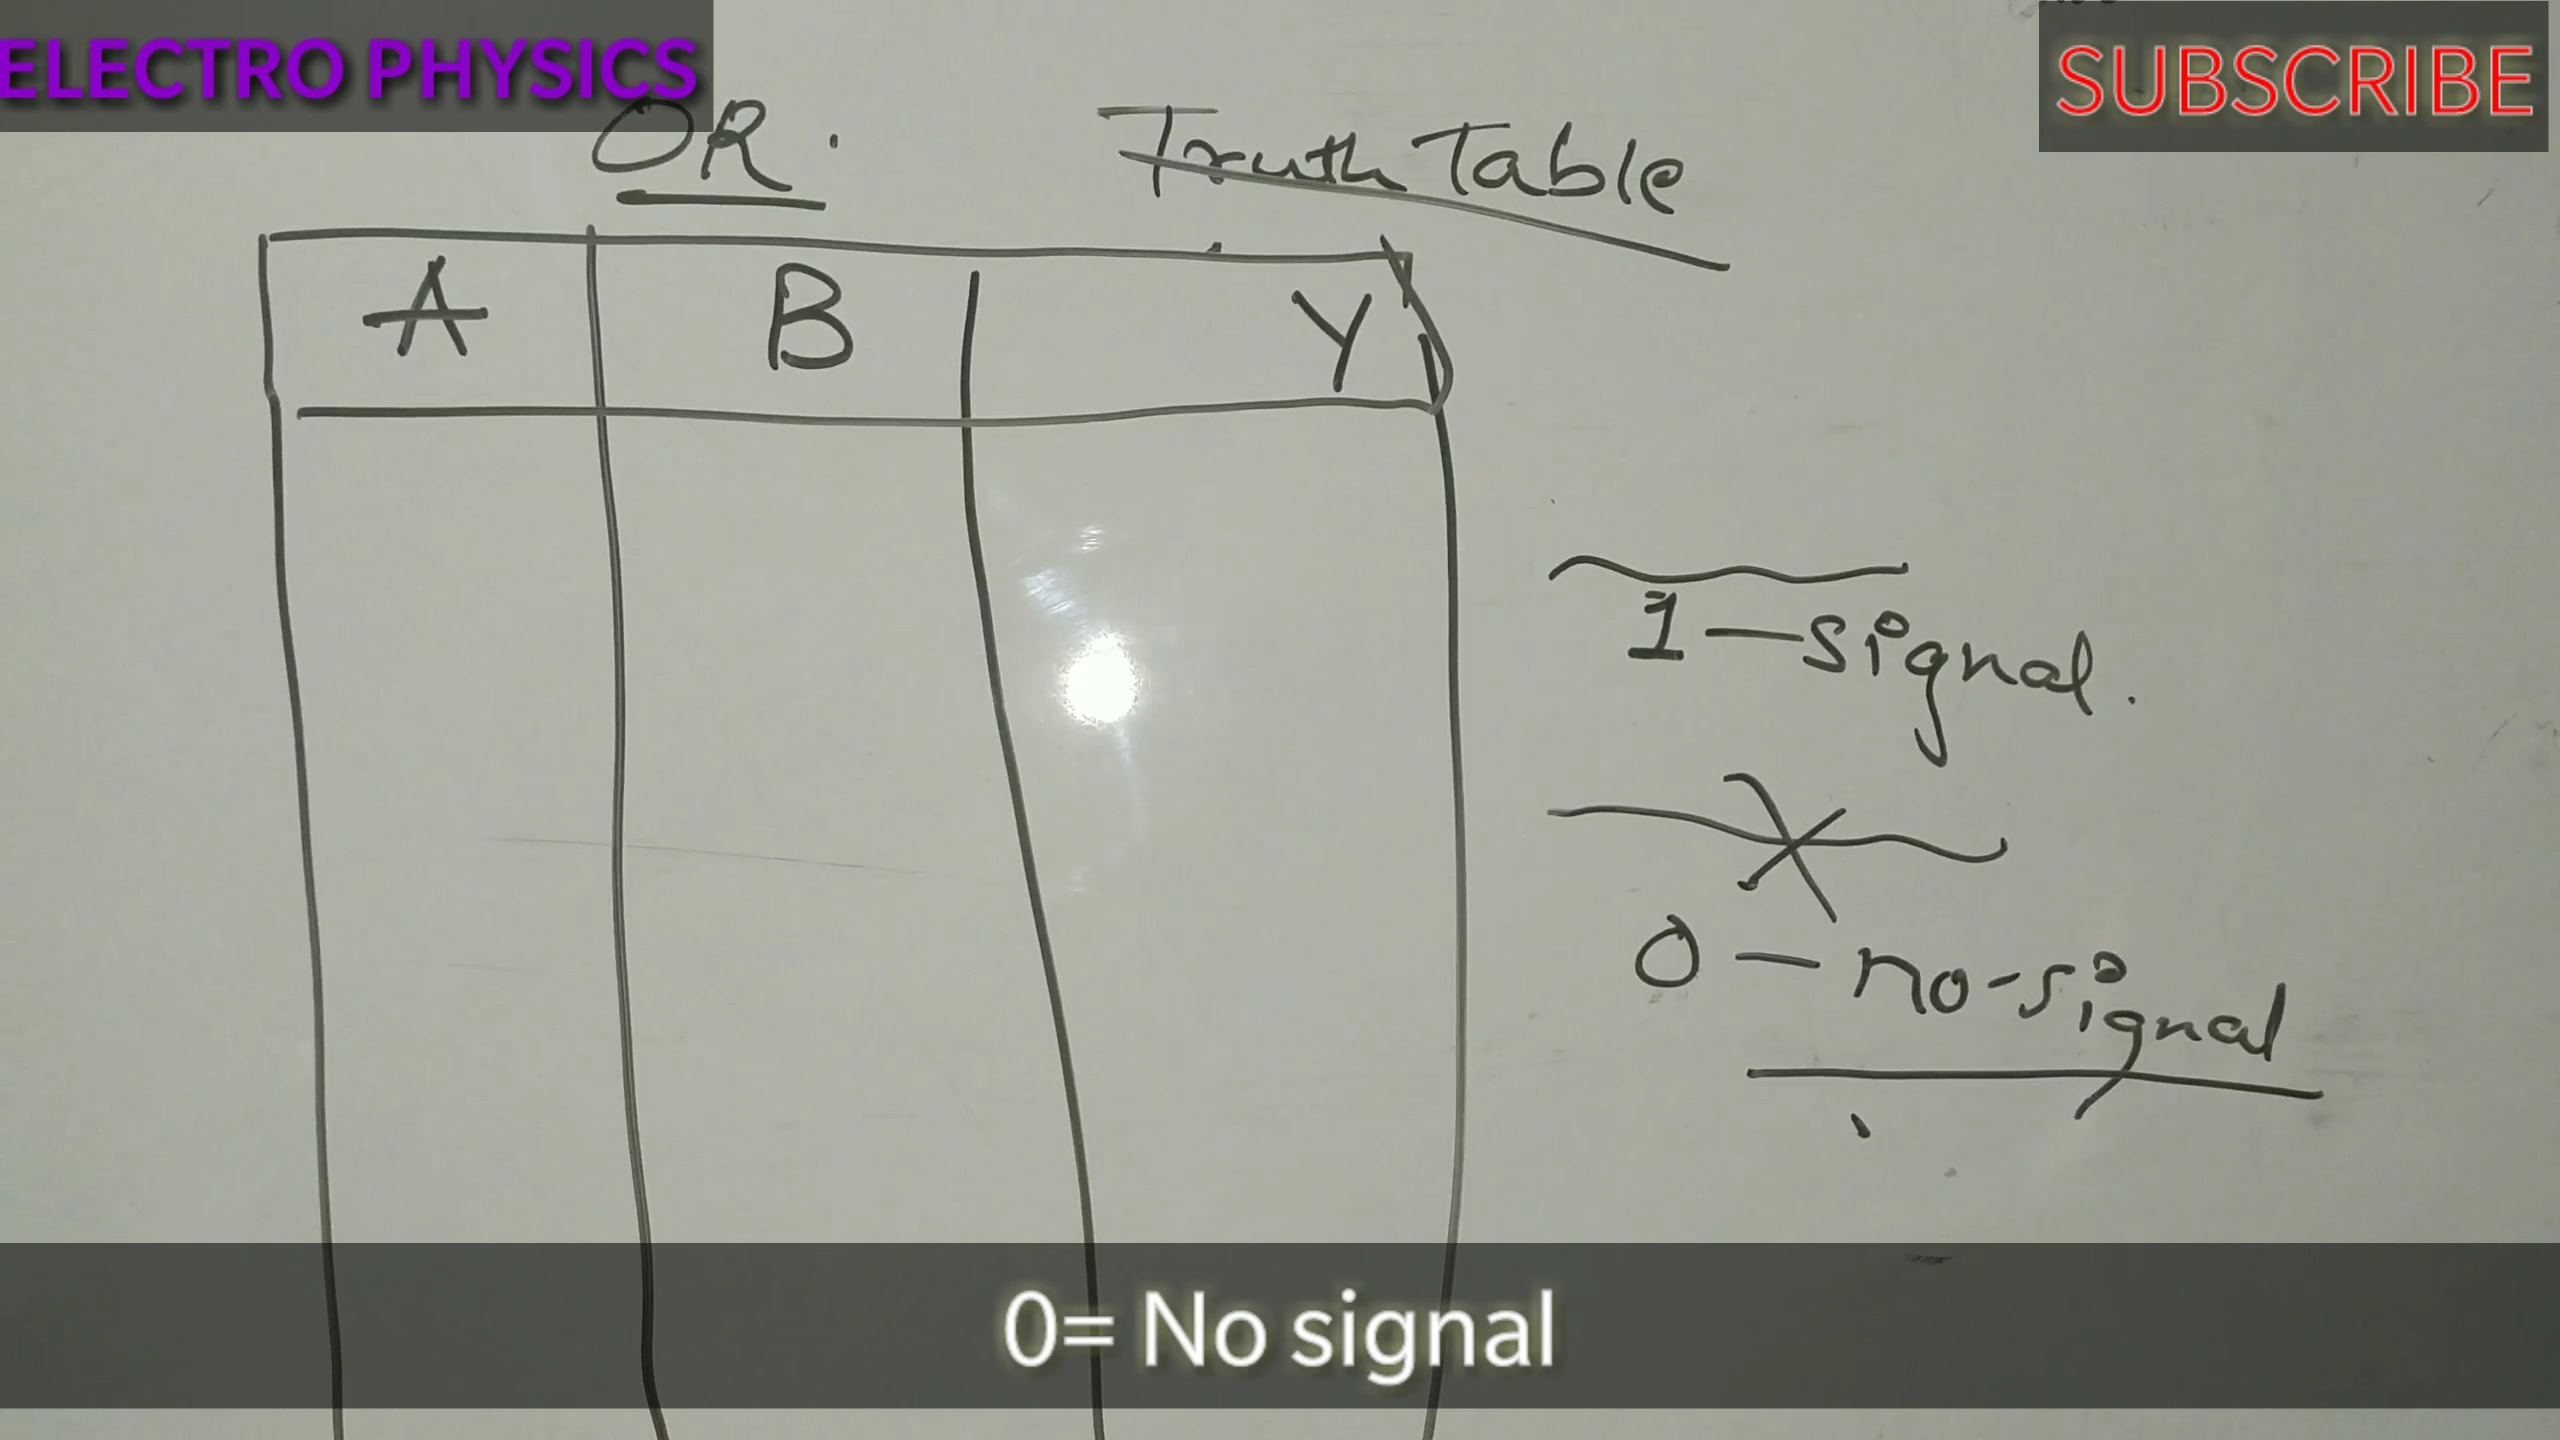 ELECTRO PHYSICS
SUBSCRIBE
OR.
Truth Table
A B Y
1-signal.
0-no-signal
0= No signal